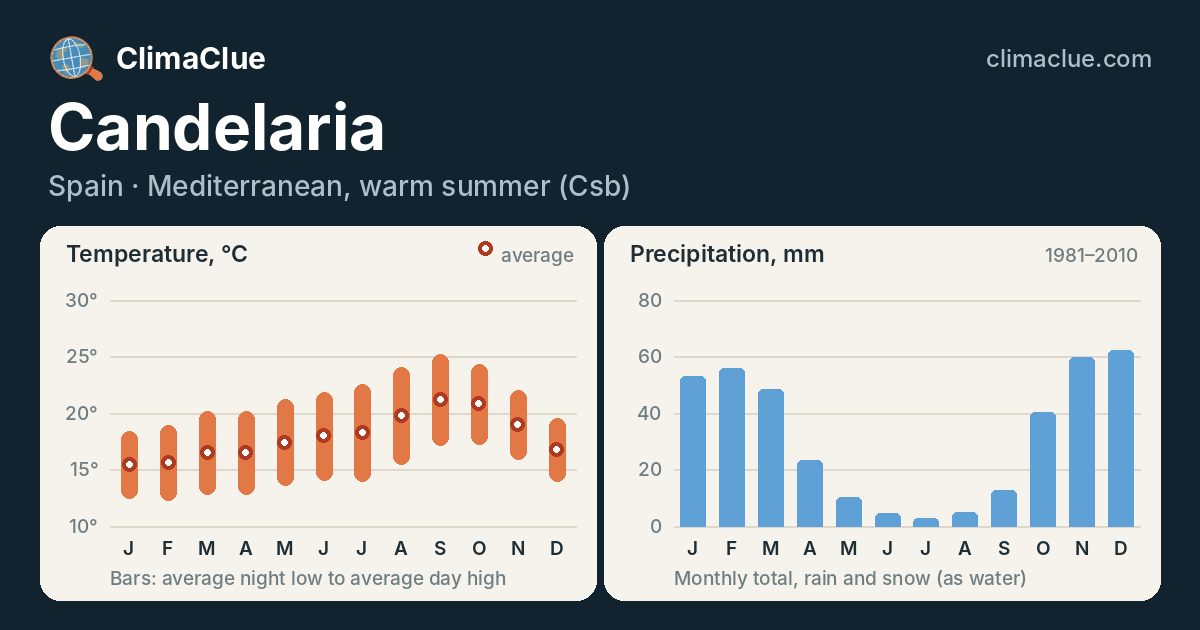 ClimaClue
climaclue.com
Candelaria
Spain · Mediterranean, warm summer (Csb)
Temperature, °C
average
30°
25°
20°
15°
10°
J F M A M J J A S O N D
Bars: average night low to average day high
Precipitation, mm
1981–2010
80
60
40
20
0
J F M A M J J A S O N D
Monthly total, rain and snow (as water)